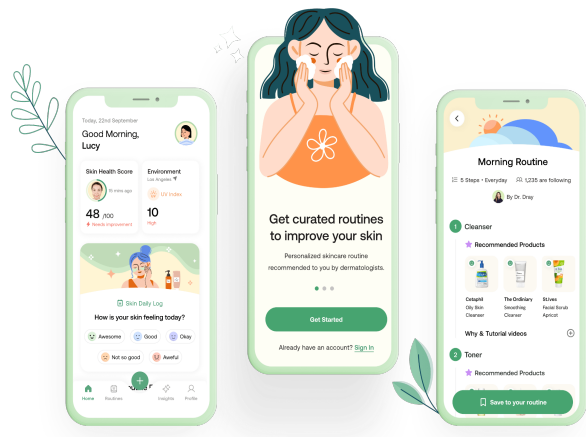 Today, 22nd September
Good Morning,
Lucy
Skin Health Score
15 mins ago
48 /100
Needs improvement
Environment
Los Angeles
UV Index
10
High
Skin Daily Log
How is your skin feeling today?
Awesome
Good
Okay
Not so good
Aweful
Home
Routines
Insights
Profile
Get curated routines
to improve your skin
Personalized skincare routine
recommended to you by dermatologists.
Get Started
Already have an account? Sign In
Morning Routine
5 Steps • Everyday
1,235 are following
By Dr. Dray
1 Cleanser
Recommended Products
Cetaphil
Oily Skin
Cleanser
The Ordiniary
Smoothing
Cleanser
St.Ives
Facial Scrub
Apricot
Why & Tutorial videos
2 Toner
Recommended Products
Save to your routine